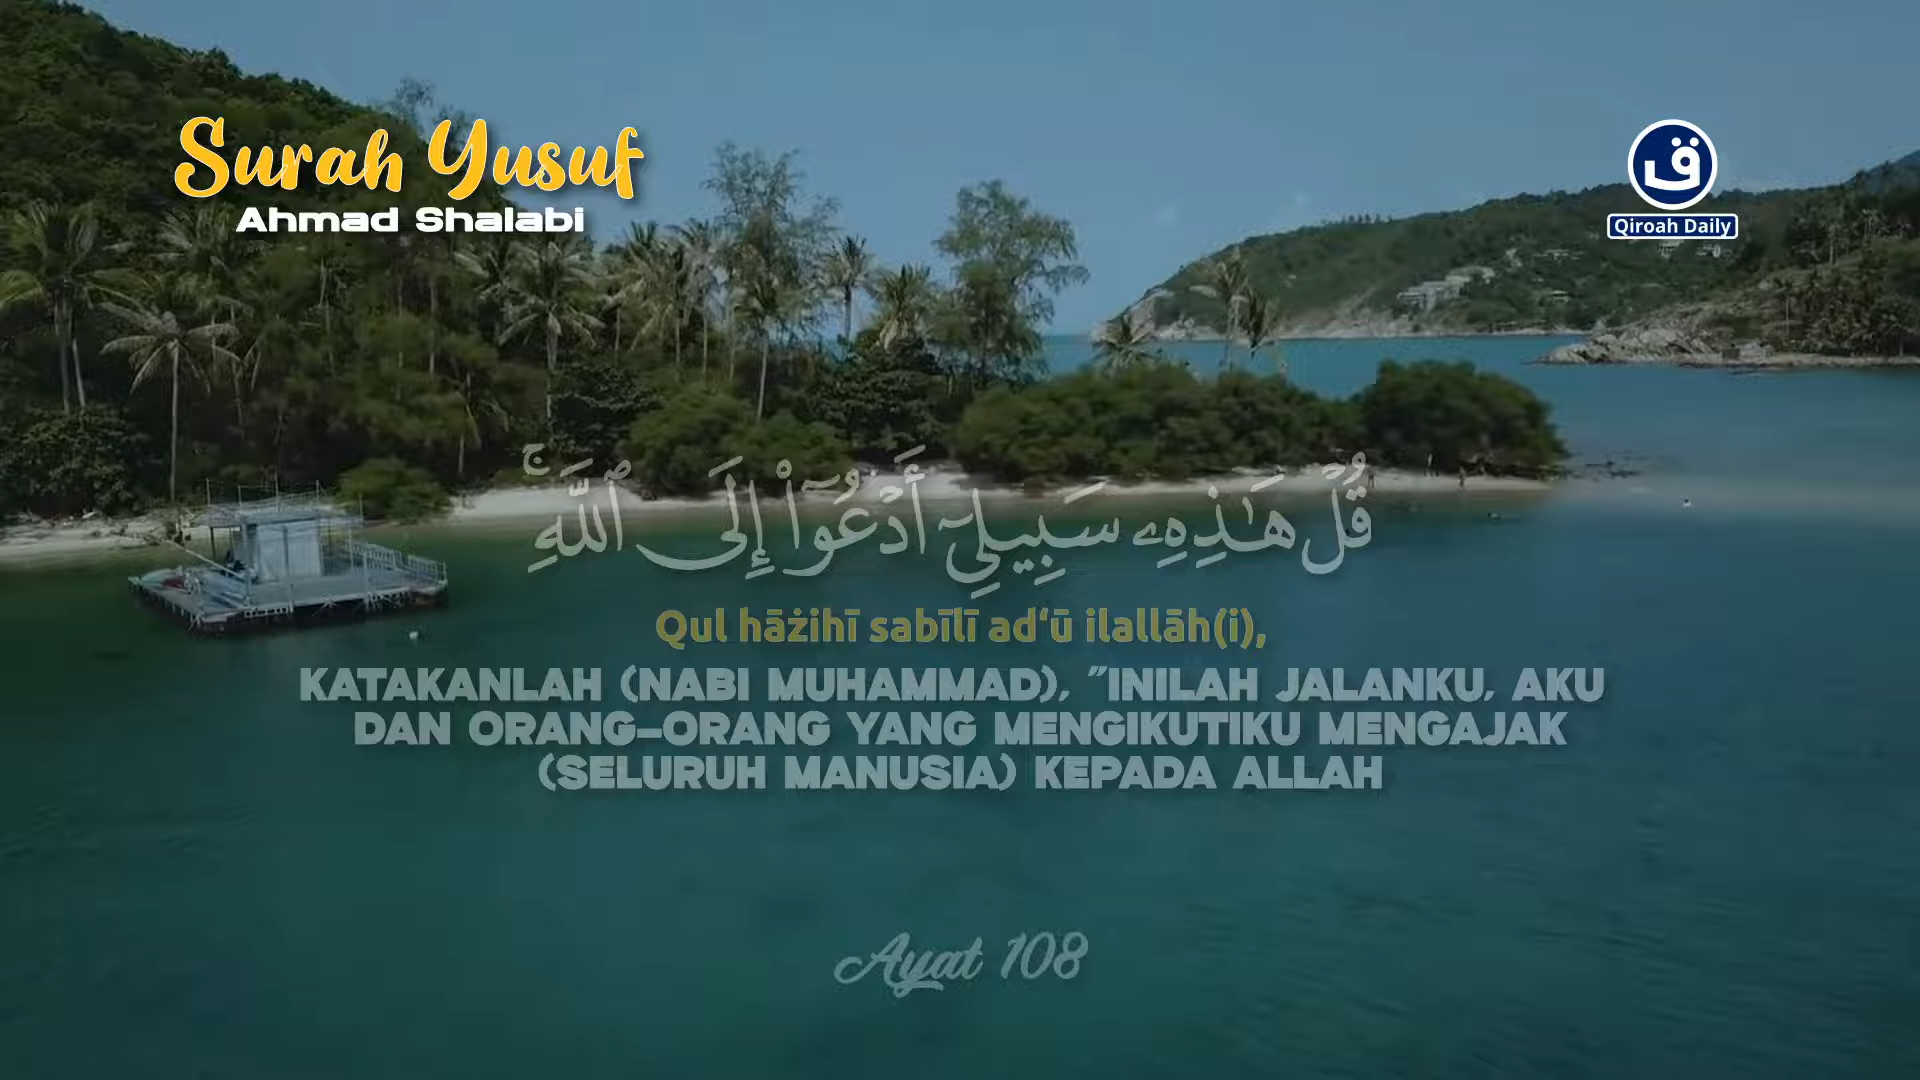 Surah Yusuf
Ahmad Shalabi
ق
Qiroah Daily
قُلْ هَـٰذِهِۦ سَبِيلِىٓ أَدْعُوٓا۟ إِلَى ٱللَّهِ ۚ
Qul hāżihī sabīlī ad‘ū ilallāh(i),
KATAKANLAH (NABI MUHAMMAD), "INILAH JALANKU, AKU
DAN ORANG-ORANG YANG MENGIKUTIKU MENGAJAK
(SELURUH MANUSIA) KEPADA ALLAH
Ayat 108